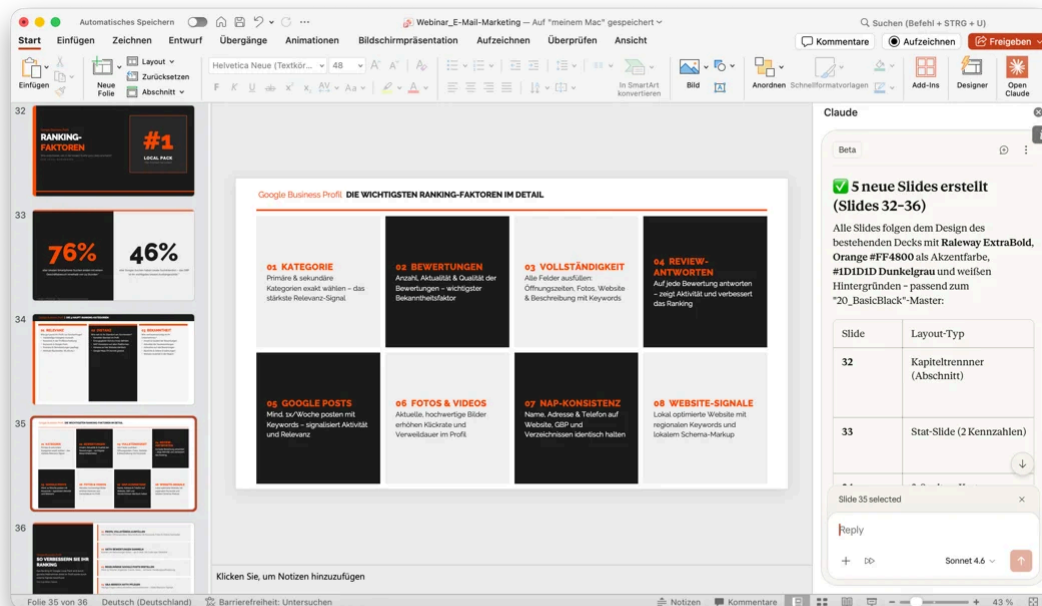 Automatisches Speichern
Webinar_E-Mail-Marketing — Auf "meinem Mac" gespeichert
Suchen (Befehl + STRG + U)
Start Einfügen Zeichnen Entwurf Übergänge Animationen Bildschirmpräsentation Aufzeichnen Überprüfen Ansicht
Kommentare Aufzeichnen Freigeben
Einfügen
Neue
Folie
Layout
Zurücksetzen
Abschnitt
Helvetica Neue (Textkör... 48
In SmartArt
konvertieren
Bild
Anordnen
Schnellformatvorlagen
Add-Ins
Designer
Open
Claude
32
RANKING-
FAKTOREN
#1
LOCAL PACK
33
76%
46%
34
35
36
SO VERBESSERN SIE IHR
RANKING
Google Business Profil DIE WICHTIGSTEN RANKING-FAKTOREN IM DETAIL
01 KATEGORIE
Primäre & sekundäre
Kategorien exakt wählen – das
stärkste Relevanz-Signal
02 BEWERTUNGEN
Anzahl, Aktualität & Qualität der
Bewertungen – wichtigster
Bekanntheitsfaktor
03 VOLLSTÄNDIGKEIT
Alle Felder ausfüllen:
Öffnungszeiten, Fotos, Website
& Beschreibung mit Keywords
04 REVIEW-
ANTWORTEN
Auf jede Bewertung antworten
– zeigt Aktivität und verbessert
das Ranking
05 GOOGLE POSTS
Mind. 1x/Woche posten mit
Keywords – signalisiert Aktivität
und Relevanz
06 FOTOS & VIDEOS
Aktuelle, hochwertige Bilder
erhöhen Klickrate und
Verweildauer im Profil
07 NAP-KONSISTENZ
Name, Adresse & Telefon auf
Website, GBP und
Verzeichnissen identisch halten
08 WEBSITE-SIGNALE
Lokal optimierte Website mit
regionalen Keywords und
lokalem Schema-Markup
Klicken Sie, um Notizen hinzuzufügen
Claude
Beta
✅ 5 neue Slides erstellt
(Slides 32–36)
Alle Slides folgen dem Design des
bestehenden Decks mit Raleway ExtraBold,
Orange #FF4800 als Akzentfarbe,
#1D1D1D Dunkelgrau und weißen
Hintergründen – passend zum
"20_BasicBlack"-Master:
Slide Layout-Typ
32 Kapiteltrennner
(Abschnitt)
33 Stat-Slide (2 Kennzahlen)
Slide 35 selected
Reply
Sonnet 4.6
Folie 35 von 36 Deutsch (Deutschland) Barrierefreiheit: Untersuchen Notizen Kommentare 43 %